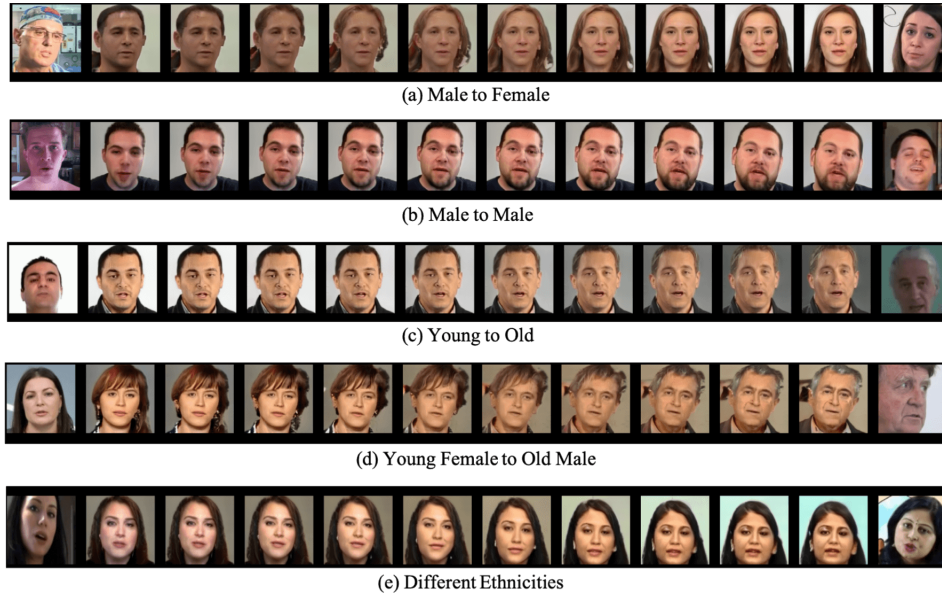 (a) Male to Female
(b) Male to Male
(c) Young to Old
(d) Young Female to Old Male
(e) Different Ethnicities